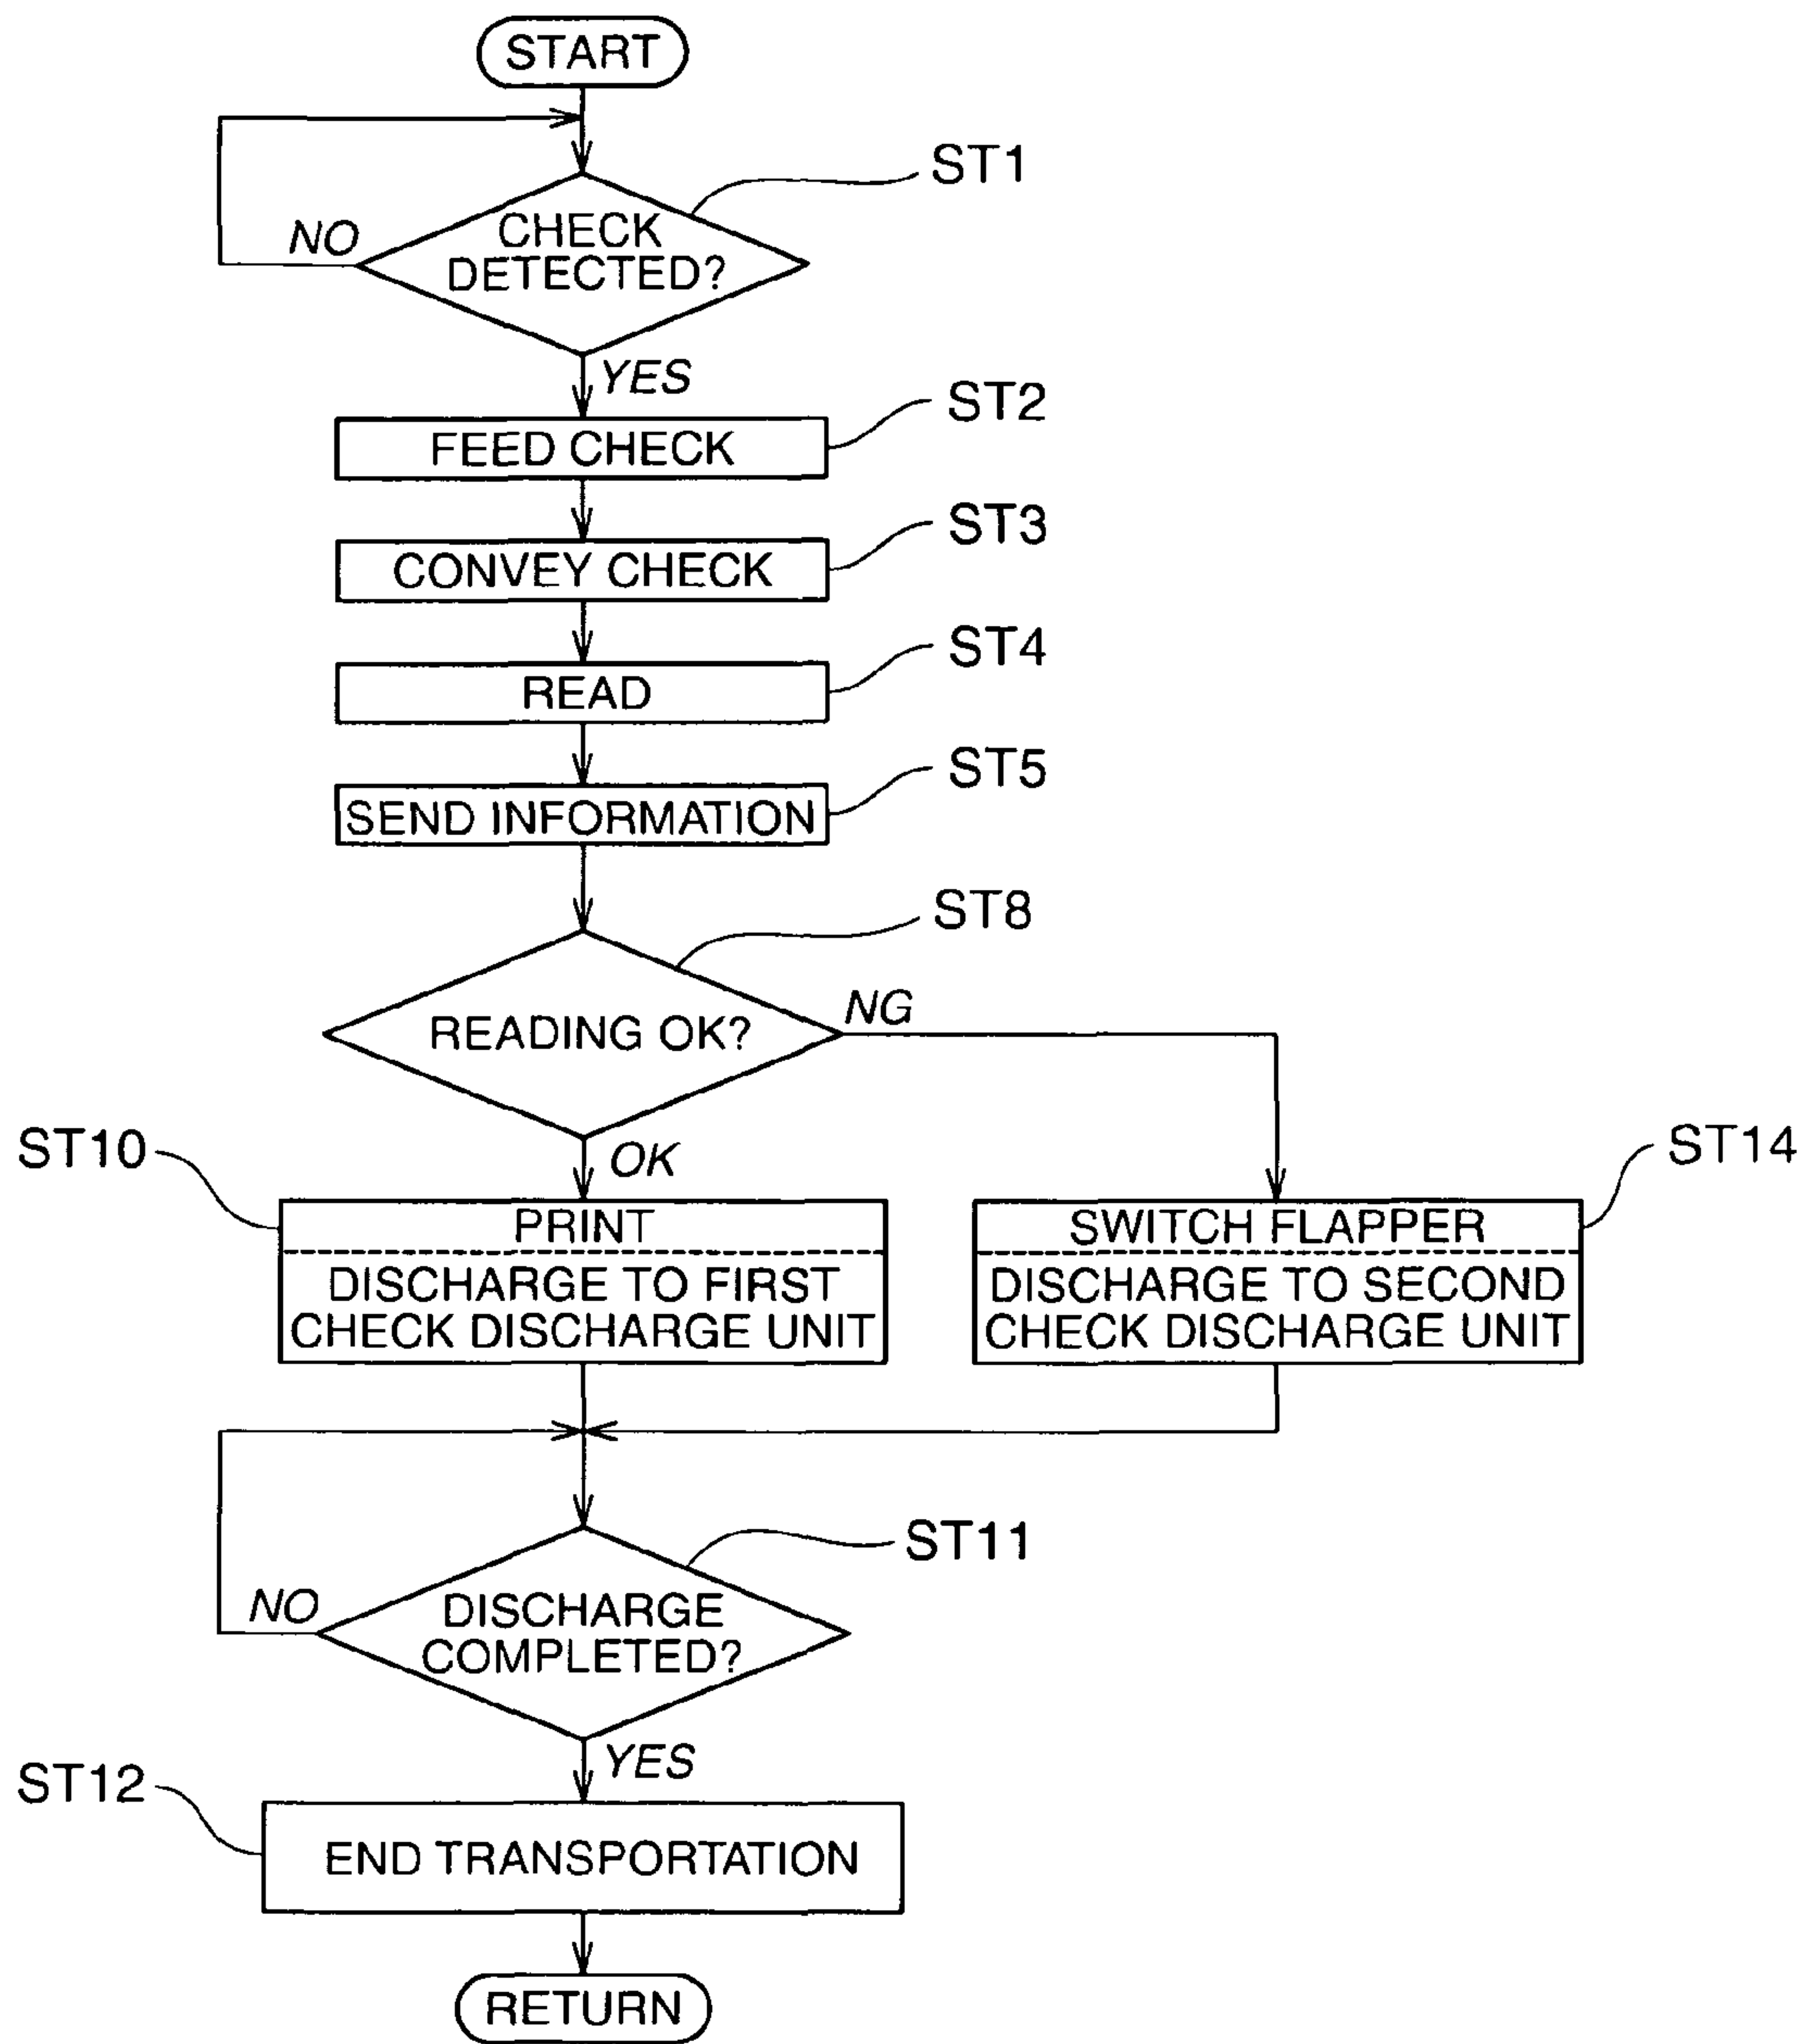 START
ST1
NO
CHECK
DETECTED?
YES
ST2
FEED CHECK
ST3
CONVEY CHECK
ST4
READ
ST5
SEND INFORMATION
ST8
READING OK?
NG
OK
ST10
ST14
PRINT
DISCHARGE TO FIRST
CHECK DISCHARGE UNIT
SWITCH FLAPPER
DISCHARGE TO SECOND
CHECK DISCHARGE UNIT
ST11
NO
DISCHARGE
COMPLETED?
YES
ST12
END TRANSPORTATION
RETURN